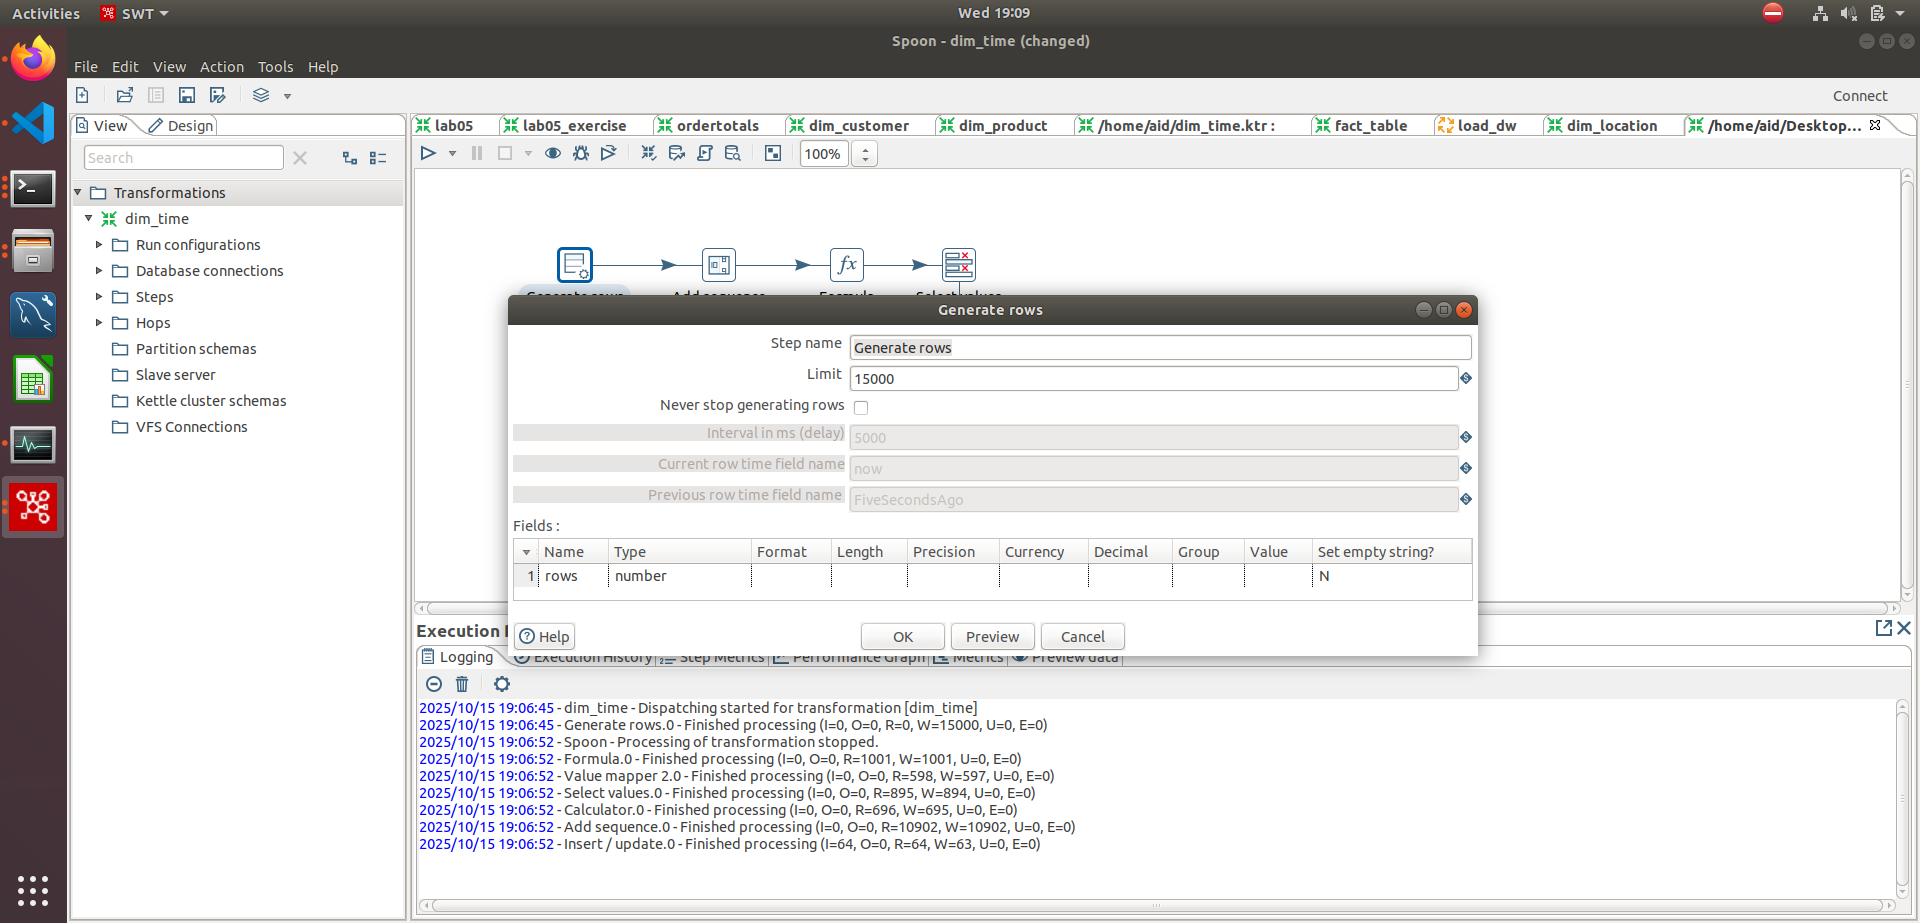 Activities SWT Wed 19:09
Spoon - dim_time (changed)
File Edit View Action Tools Help
Connect
View Design
lab05 lab05_exercise ordertotals dim_customer dim_product /home/aid/dim_time.ktr : fact_table load_dw dim_location /home/aid/Desktop...
Search
100%
Transformations
dim_time
Run configurations
Database connections
Steps
Hops
Partition schemas
Slave server
Kettle cluster schemas
VFS Connections
Generate rows Add sequence Formula Select values
Generate rows
Step name Generate rows
Limit 15000
Never stop generating rows
Interval in ms (delay) 5000
Current row time field name now
Previous row time field name FiveSecondsAgo
Fields :
Name Type Format Length Precision Currency Decimal Group Value Set empty string?
1 rows number N
Help OK Preview Cancel
Execution
Logging Execution History Step Metrics Performance Graph Metrics Preview data
2025/10/15 19:06:45 - dim_time - Dispatching started for transformation [dim_time]
2025/10/15 19:06:45 - Generate rows.0 - Finished processing (I=0, O=0, R=0, W=15000, U=0, E=0)
2025/10/15 19:06:52 - Spoon - Processing of transformation stopped.
2025/10/15 19:06:52 - Formula.0 - Finished processing (I=0, O=0, R=1001, W=1001, U=0, E=0)
2025/10/15 19:06:52 - Value mapper 2.0 - Finished processing (I=0, O=0, R=598, W=597, U=0, E=0)
2025/10/15 19:06:52 - Select values.0 - Finished processing (I=0, O=0, R=895, W=894, U=0, E=0)
2025/10/15 19:06:52 - Calculator.0 - Finished processing (I=0, O=0, R=696, W=695, U=0, E=0)
2025/10/15 19:06:52 - Add sequence.0 - Finished processing (I=0, O=0, R=10902, W=10902, U=0, E=0)
2025/10/15 19:06:52 - Insert / update.0 - Finished processing (I=64, O=0, R=64, W=63, U=0, E=0)